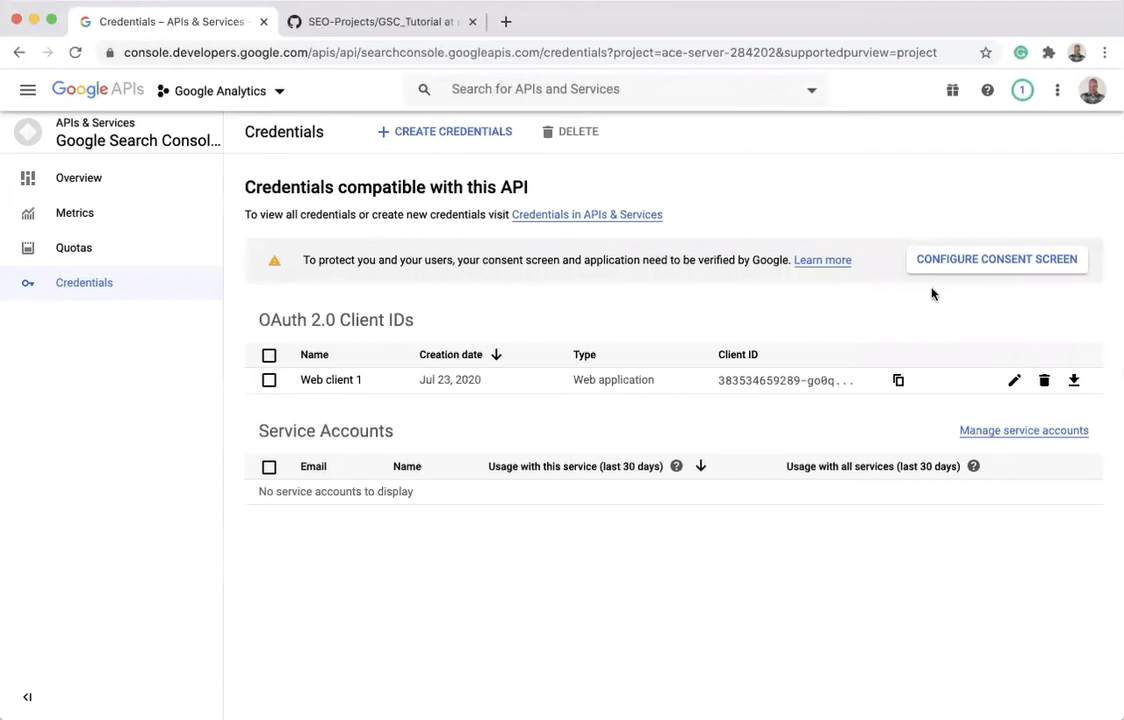 Credentials – APIs & Services
SEO-Projects/GSC_Tutorial at
console.developers.google.com/apis/api/searchconsole.googleapis.com/credentials?project=ace-server-284202&supportedpurview=project
Google APIs
Google Analytics
Search for APIs and Services
1
APIs & Services
Google Search Consol...
Credentials
CREATE CREDENTIALS
DELETE
Overview
Metrics
Quotas
Credentials
Credentials compatible with this API
To view all credentials or create new credentials visit Credentials in APIs & Services
To protect you and your users, your consent screen and application need to be verified by Google. Learn more
CONFIGURE CONSENT SCREEN
OAuth 2.0 Client IDs
Name Creation date Type Client ID
Web client 1 Jul 23, 2020 Web application 383534659289-go0q...
Service Accounts
Manage service accounts
Email Name Usage with this service (last 30 days) Usage with all services (last 30 days)
No service accounts to display